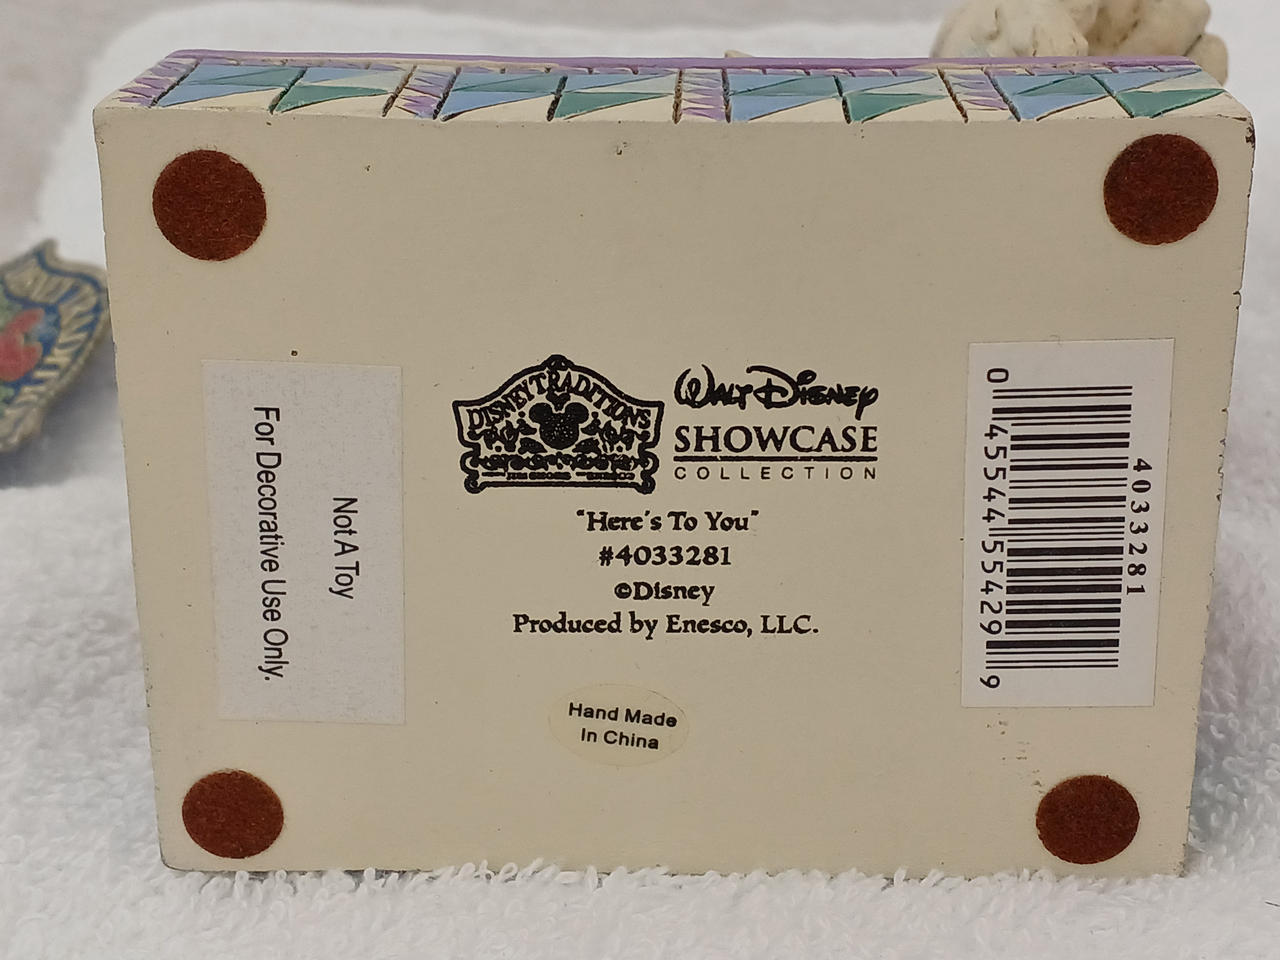 Not A Toy
For Decorative Use Only.
DISNEY TRADITIONS
WALT DISNEY
SHOWCASE
COLLECTION
"Here's To You"
#4033281
©Disney
Produced by Enesco, LLC.
Hand Made
In China
4033281
0 45544 55429 9